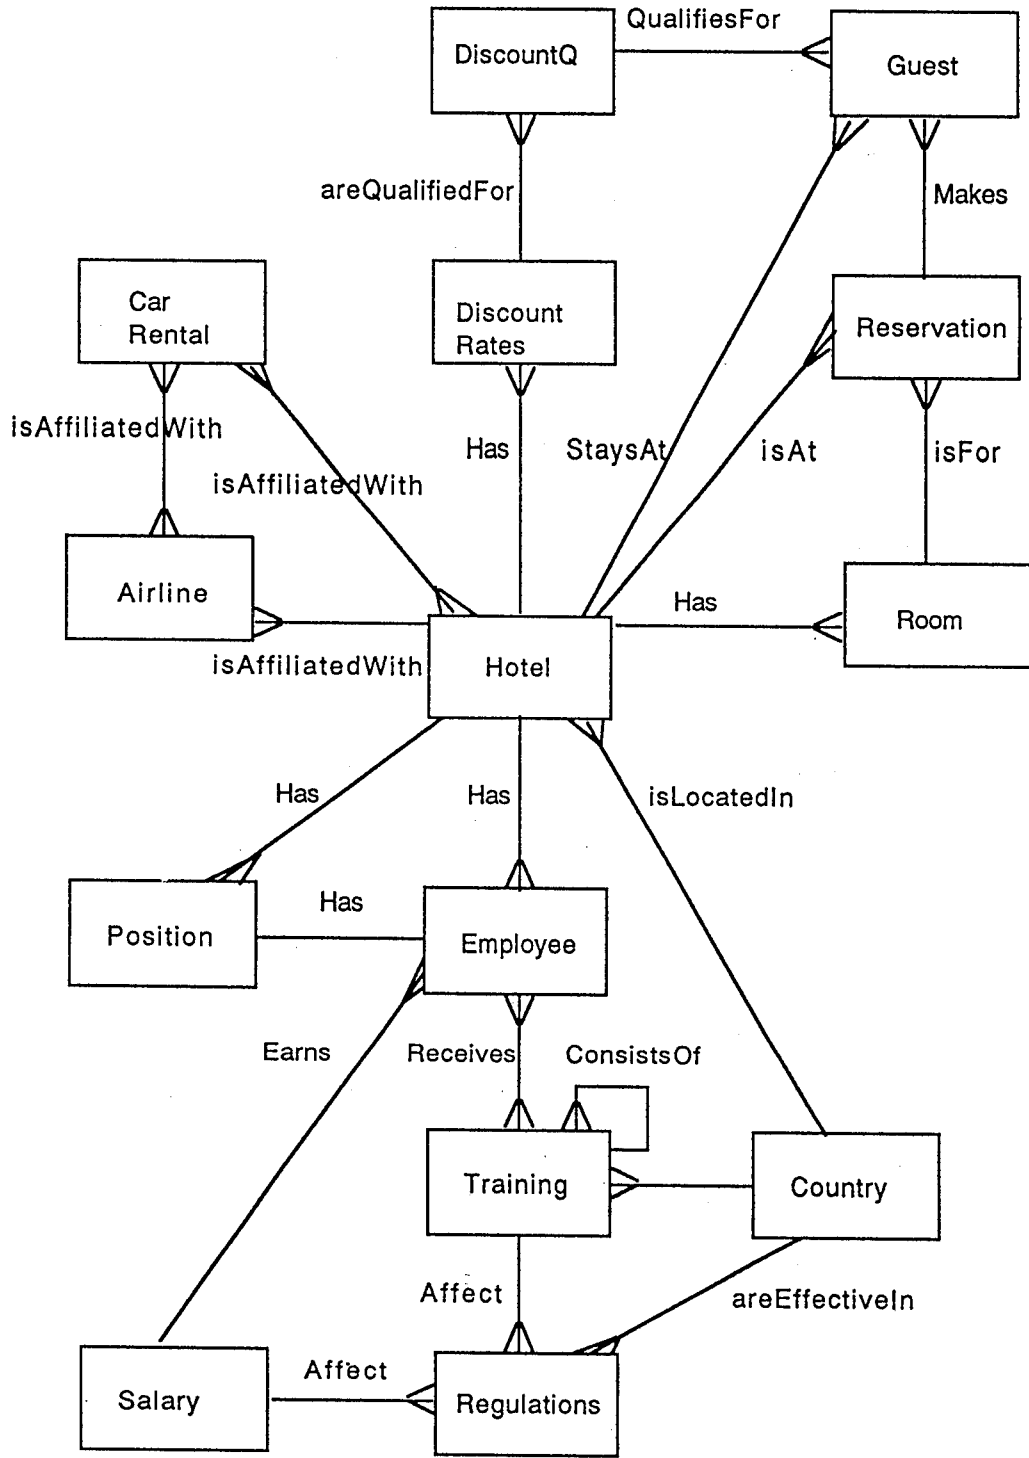 QualifiesFor
DiscountQ
Guest
areQualifiedFor
Makes
Car
Rental
Discount
Rates
Reservation
isAffiliatedWith
Has
StaysAt
isAt
isFor
isAffiliatedWith
Airline
Has
Room
isAffiliatedWith
Hotel
Has
Has
isLocatedIn
Has
Position
Employee
Earns
Receives
ConsistsOf
Training
Country
Affect
areEffectiveIn
Affect
Salary
Regulations